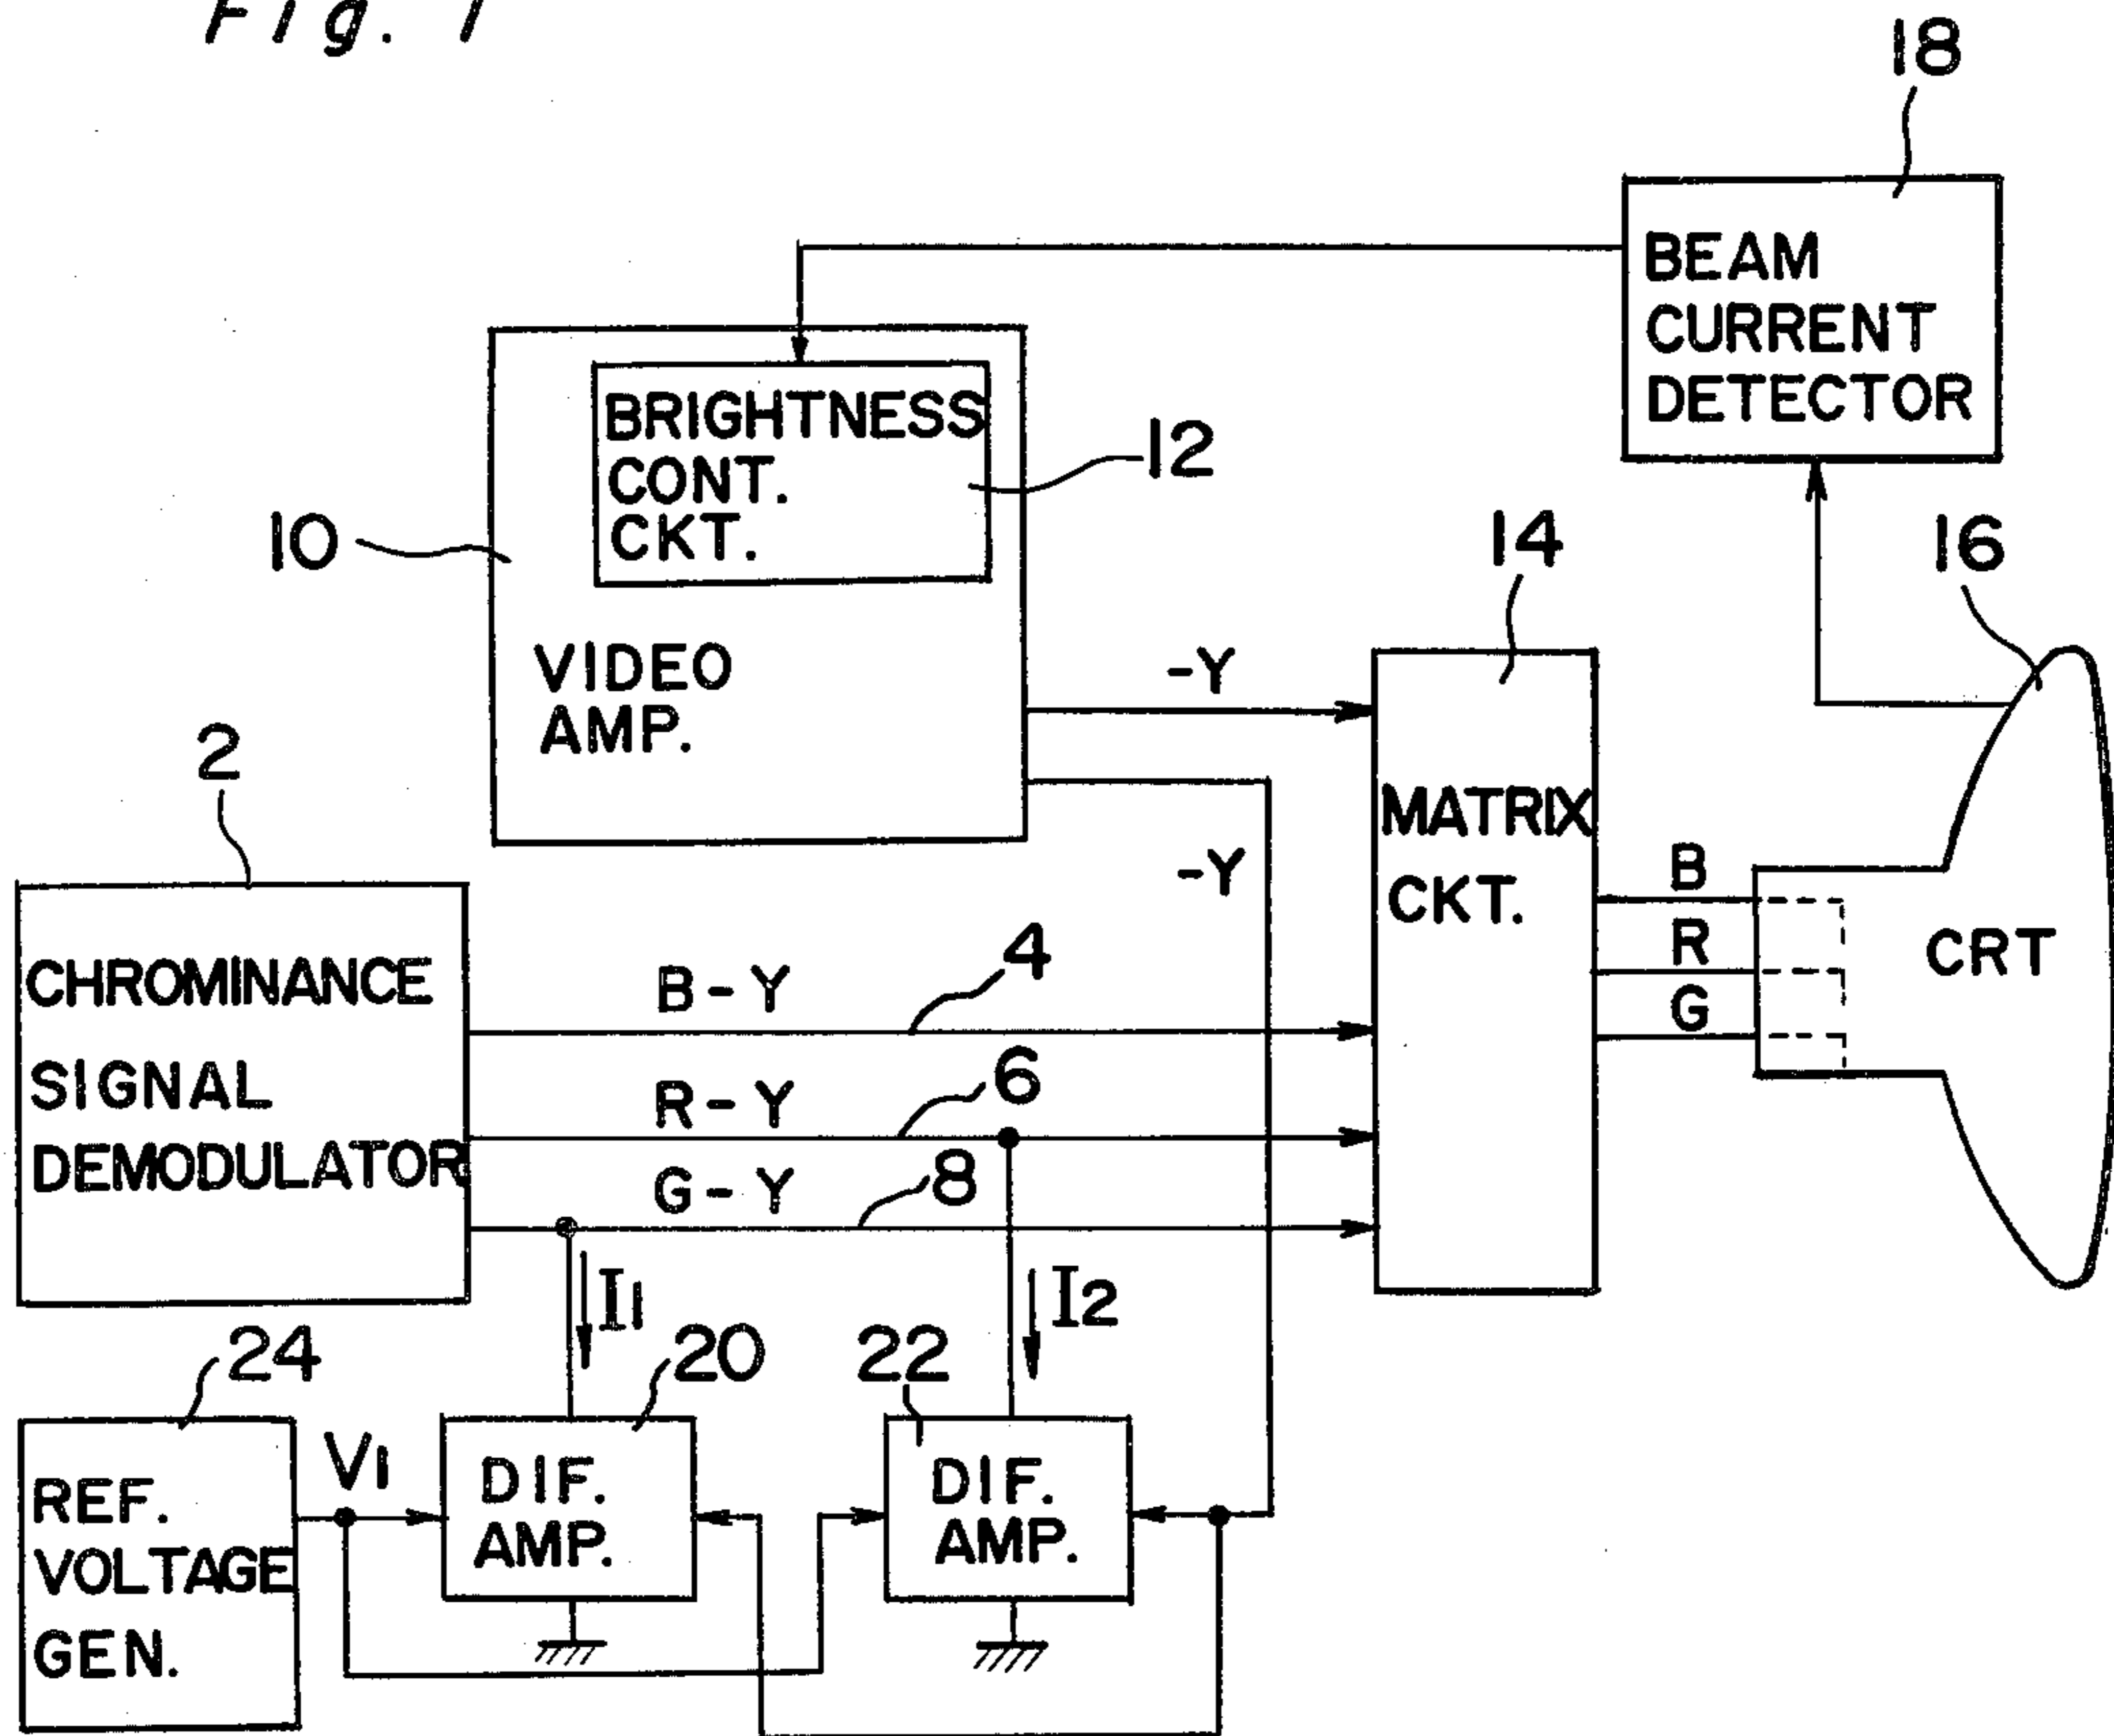 Fig. 1
18
BEAM
CURRENT
DETECTOR
BRIGHTNESS
CONT.
CKT.
12
10
VIDEO
AMP.
14
16
-Y
-Y
2
MATRIX
CKT.
B
R
G
CRT
CHROMINANCE
SIGNAL
DEMODULATOR
B-Y
4
R-Y
6
G-Y
8
I1
I2
24
20
22
REF.
VOLTAGE
GEN.
V1
DIF.
AMP.
DIF.
AMP.